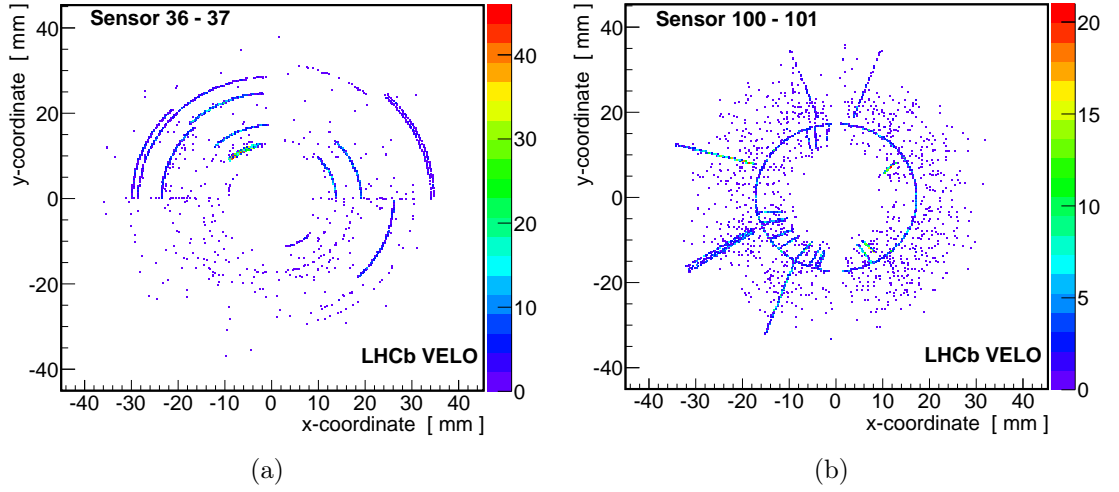 Sensor 36 - 37
y-coordinate [ mm ]
40
20
0
-20
-40
-40 -30 -20 -10 0 10 20 30 40
x-coordinate [ mm ]
LHCb VELO
40
30
20
10
0
(a)
Sensor 100 - 101
y-coordinate [ mm ]
40
20
0
-20
-40
-40 -30 -20 -10 0 10 20 30 40
x-coordinate [ mm ]
LHCb VELO
20
15
10
5
0
(b)